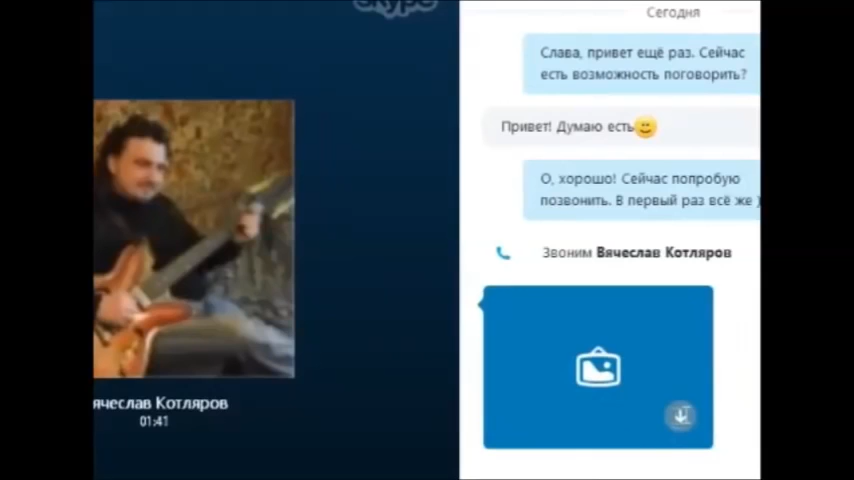 skype
Сегодня
Слава, привет ещё раз. Сейчас
есть возможность поговорить?
Привет! Думаю есть
О, хорошо! Сейчас попробую
позвонить. В первый раз всё же )
Звоним Вячеслав Котляров
ячеслав Котляров
01:41